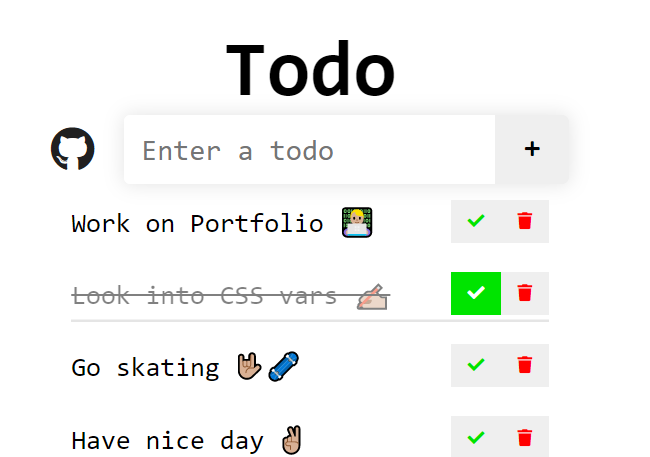 Todo
Enter a todo +
Work on Portfolio 👨🏼‍💻
Look into CSS vars ✍🏼
Go skating 🤟🏼🛹
Have nice day ✌🏼